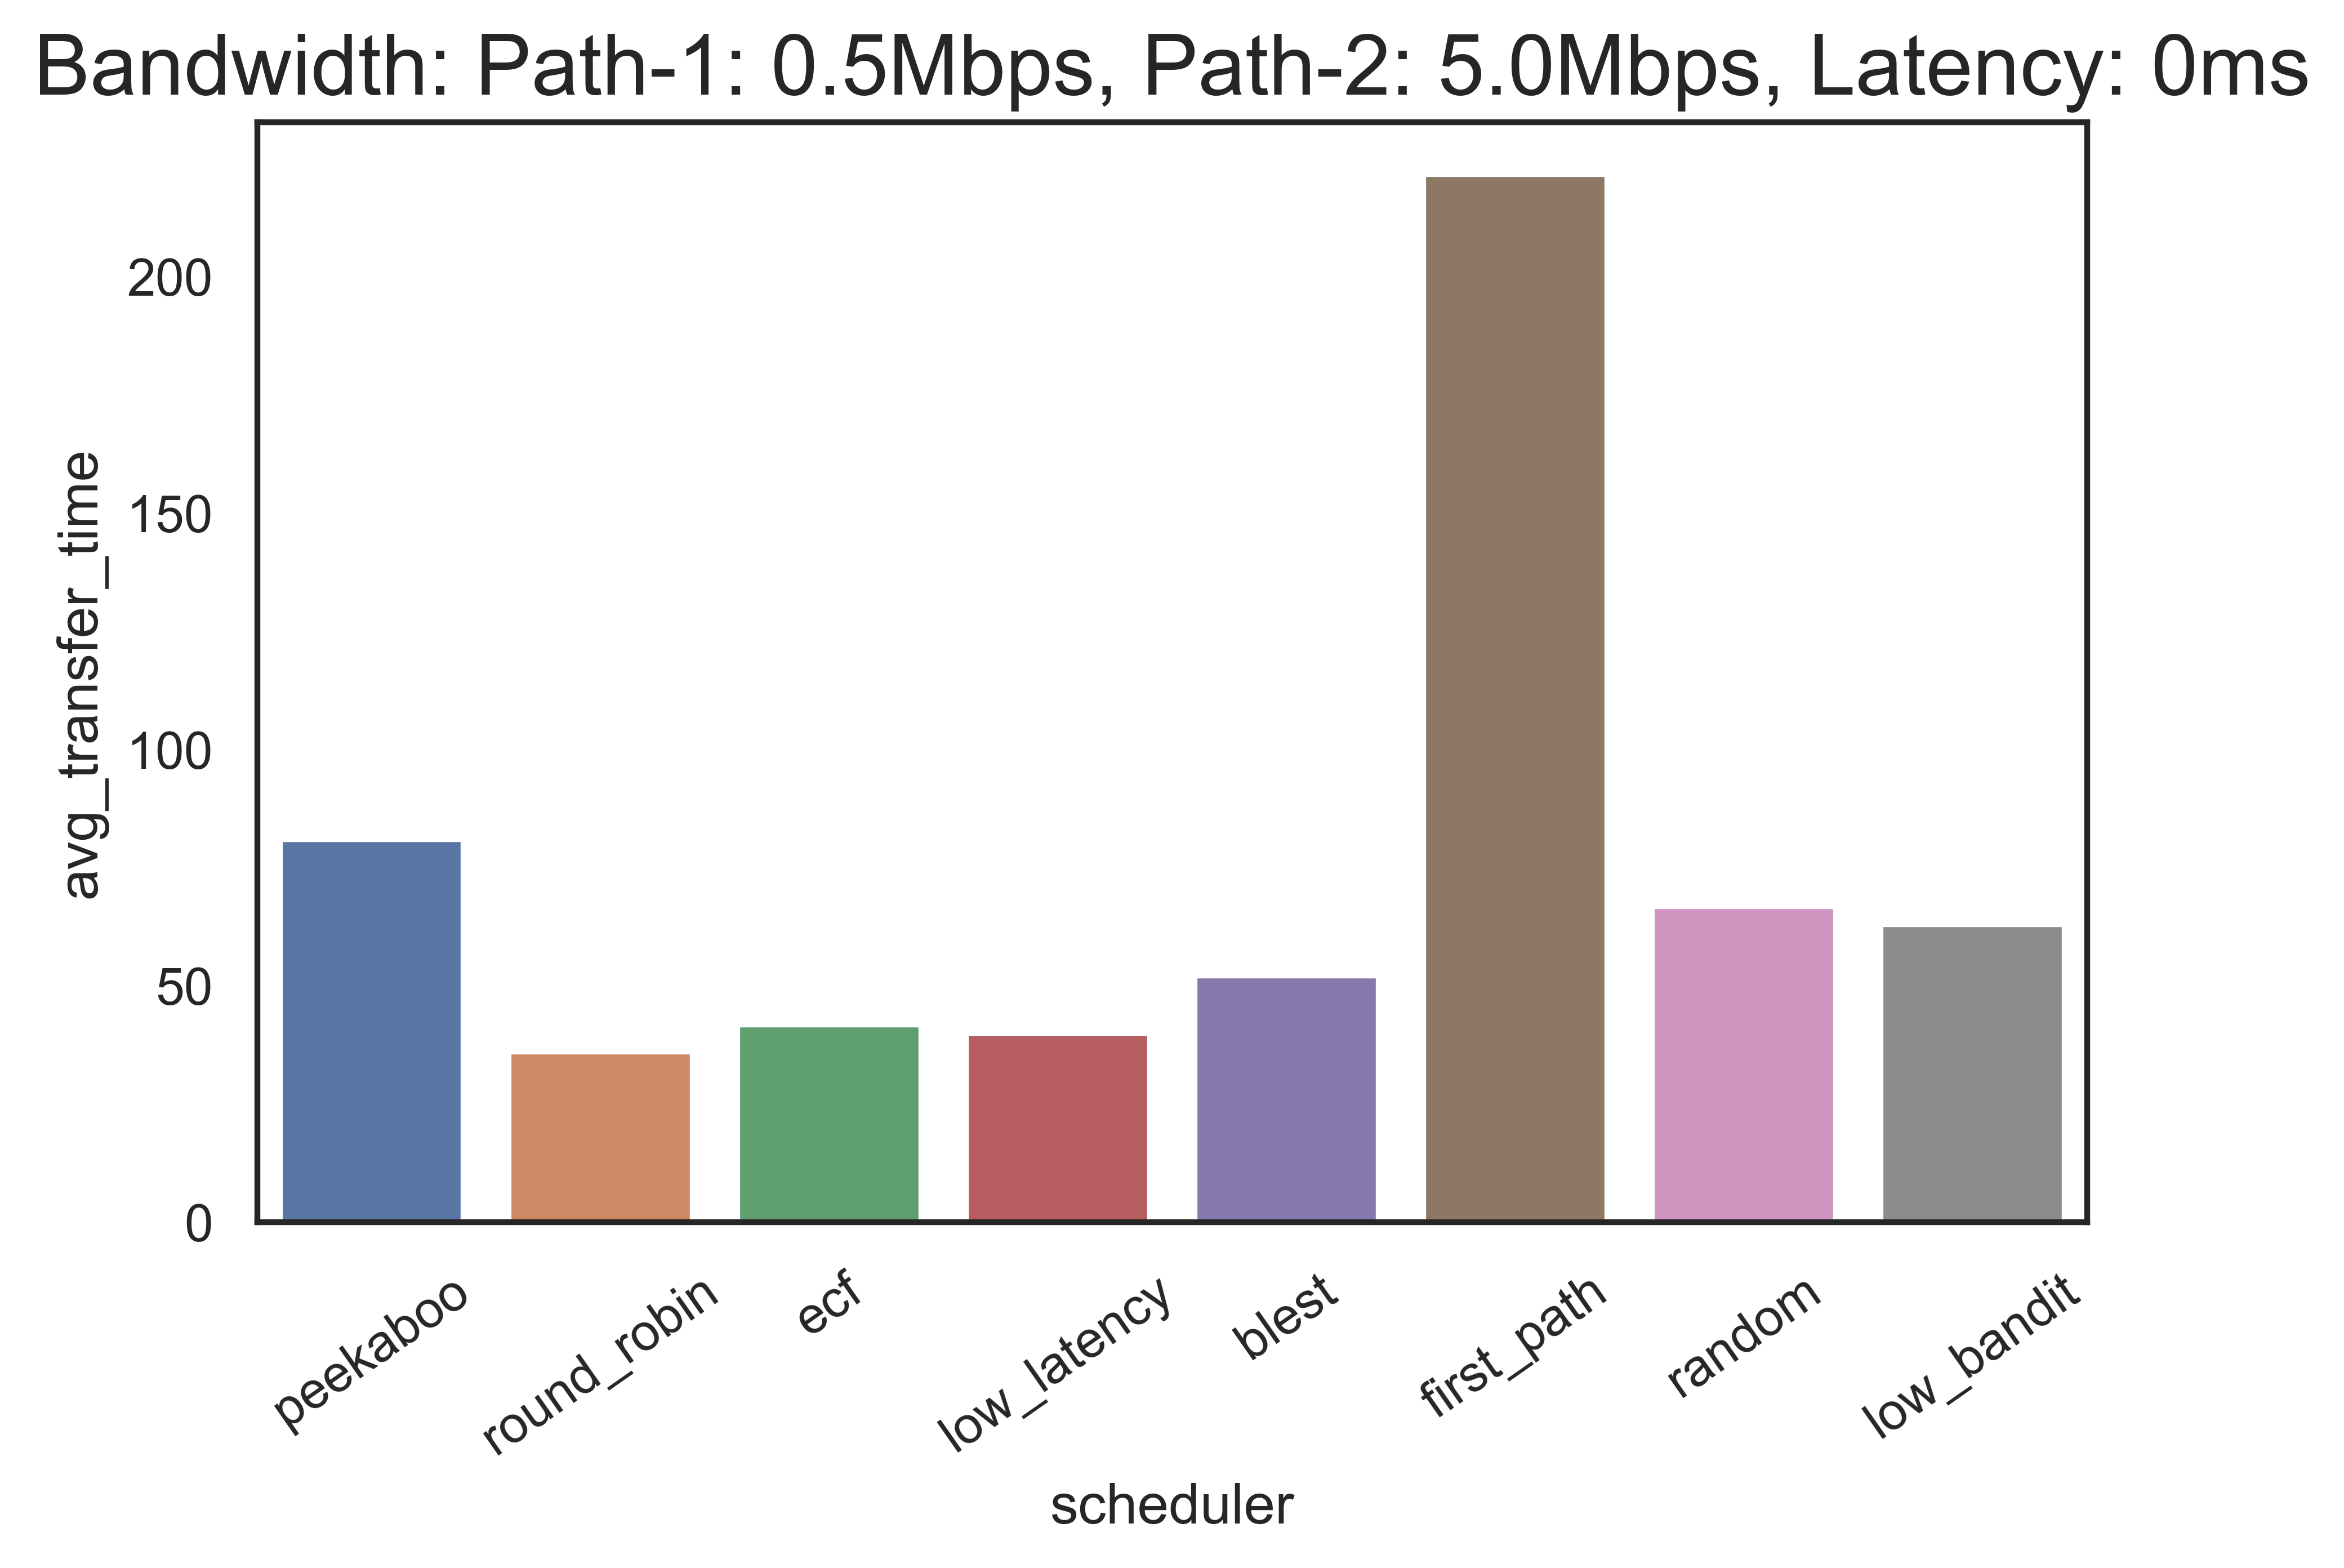 Bandwidth: Path-1: 0.5Mbps, Path-2: 5.0Mbps, Latency: 0ms
avg_transfer_time
200
150
100
50
0
peekaboo
round_robin
ecf
low_latency
blest
first_path
random
low_bandit
scheduler